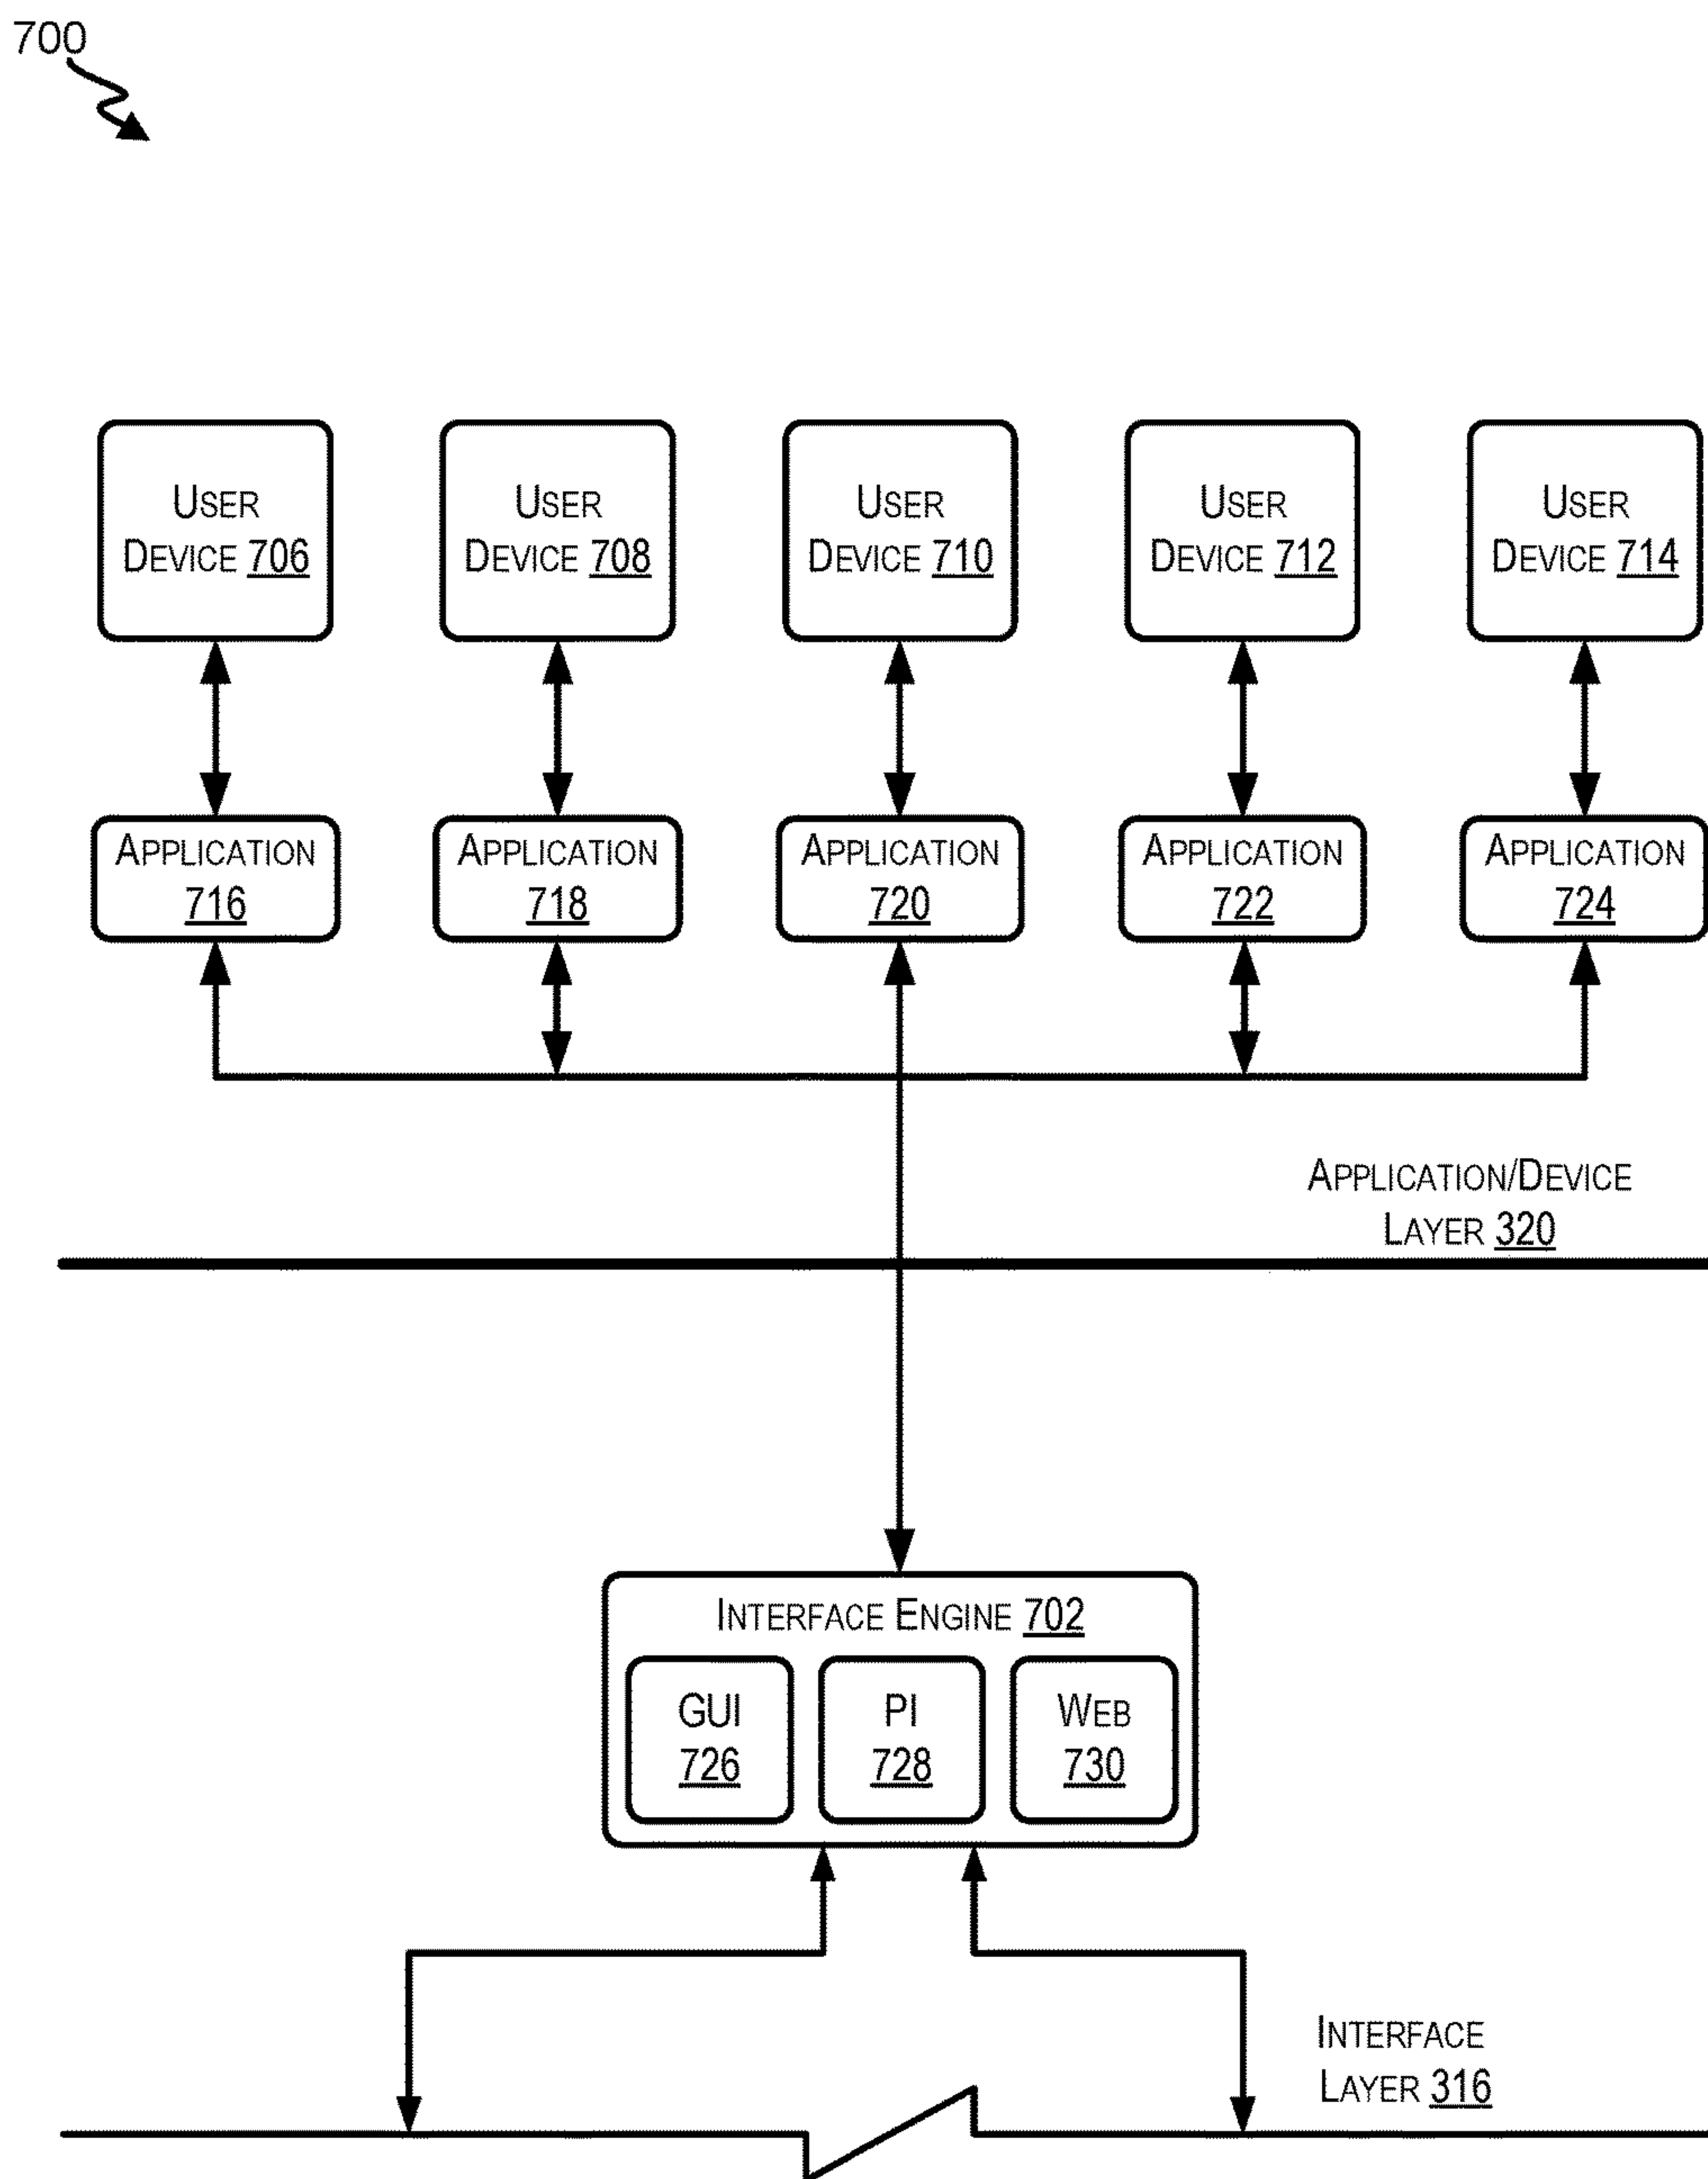 700
USER
DEVICE 706
USER
DEVICE 708
USER
DEVICE 710
USER
DEVICE 712
USER
DEVICE 714
APPLICATION
716
APPLICATION
718
APPLICATION
720
APPLICATION
722
APPLICATION
724
APPLICATION/DEVICE
LAYER 320
INTERFACE ENGINE 702
GUI
726
PI
728
WEB
730
INTERFACE
LAYER 316